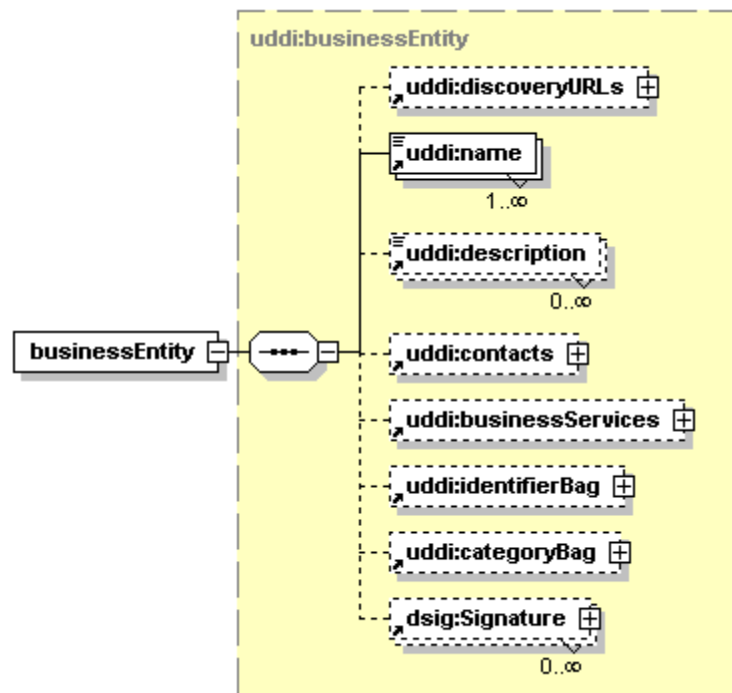 uddi:businessEntity
uddi:discoveryURLs
uddi:name
1..∞
uddi:description
0..∞
businessEntity
uddi:contacts
uddi:businessServices
uddi:identifierBag
uddi:categoryBag
dsig:Signature
0..∞